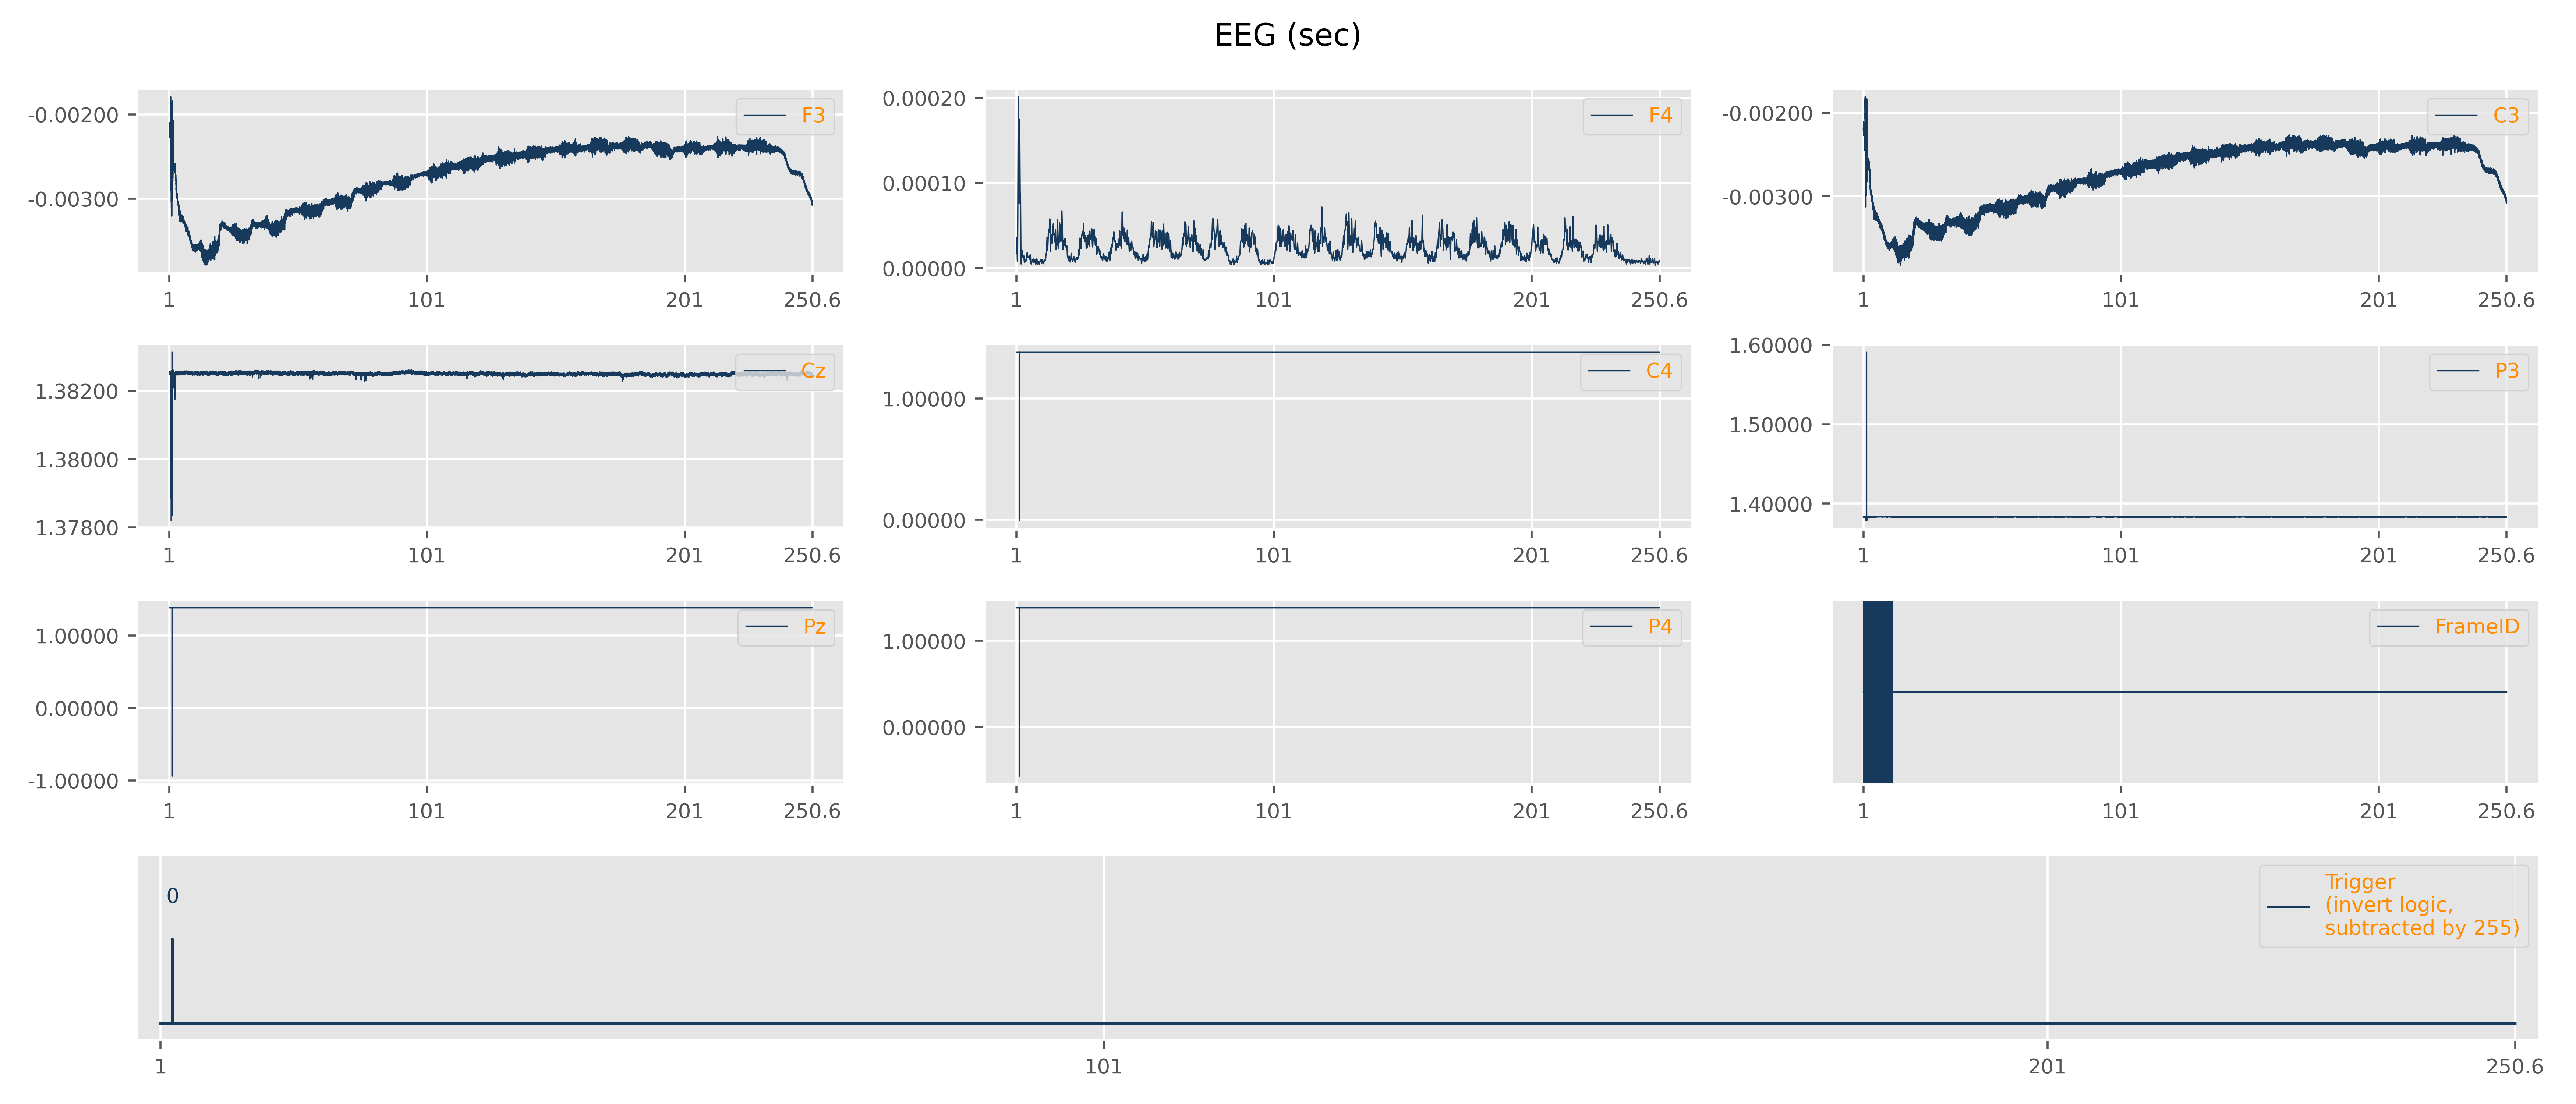 EEG (sec)
-0.00200
-0.00300
F3
1 101 201 250.6
0.00020
0.00010
0.00000
F4
1 101 201 250.6
-0.00200
-0.00300
C3
1 101 201 250.6
1.38200
1.38000
1.37800
Cz
1 101 201 250.6
1.00000
0.00000
C4
1 101 201 250.6
1.60000
1.50000
1.40000
P3
1 101 201 250.6
1.00000
0.00000
-1.00000
Pz
1 101 201 250.6
1.00000
0.00000
P4
1 101 201 250.6
FrameID
1 101 201 250.6
0
Trigger
(invert logic,
subtracted by 255)
1 101 201 250.6